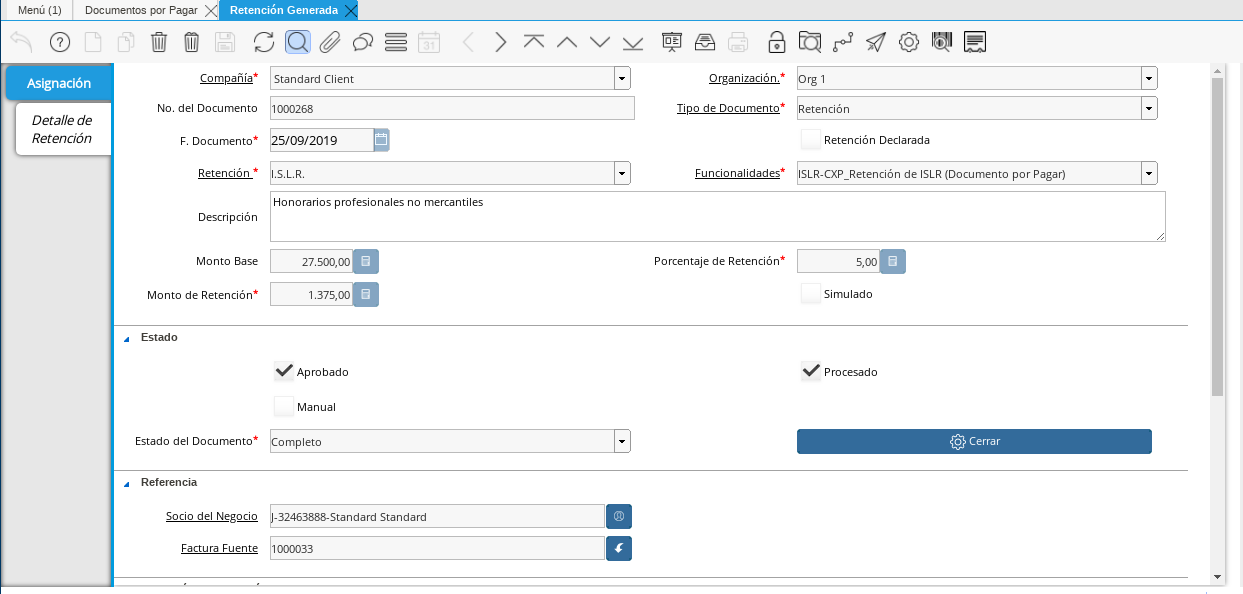 Menú (1) Documentos por Pagar Retención Generada
31
Asignación
Detalle de
Retención
Compañía* Standard Client Organización.* Org 1
No. del Documento 1000268 Tipo de Documento* Retención
F. Documento* 25/09/2019 Retención Declarada
Retención * I.S.L.R. Funcionalidades* ISLR-CXP_Retención de ISLR (Documento por Pagar)
Descripción Honorarios profesionales no mercantiles
Monto Base 27.500,00 Porcentaje de Retención* 5,00
Monto de Retención* 1.375,00 Simulado
Estado
Aprobado Procesado
Manual
Estado del Documento* Completo Cerrar
Referencia
Socio del Negocio J-32463888-Standard Standard
Factura Fuente 1000033